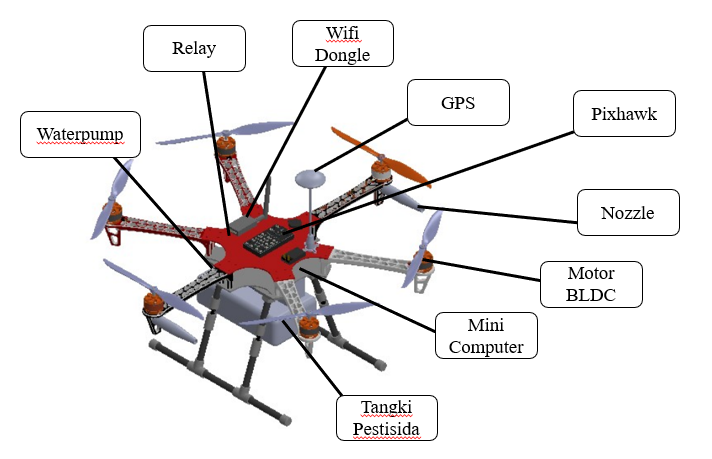 Wifi
Dongle
Relay
GPS
Pixhawk
Waterpump
Nozzle
Motor
BLDC
Mini
Computer
Tangki
Pestisida